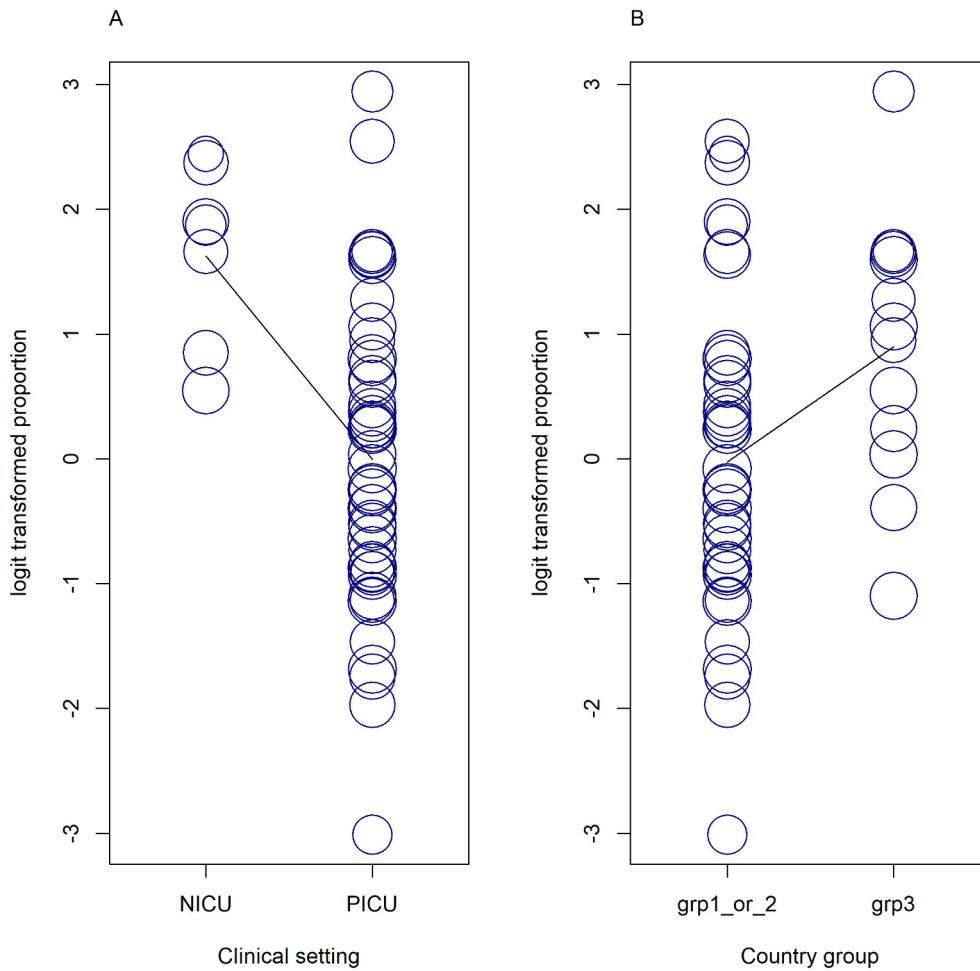 A
logit transformed proportion
3
2
1
0
-1
-2
-3
NICU PICU
Clinical setting
B
logit transformed proportion
3
2
1
0
-1
-2
-3
grp1_or_2 grp3
Country group